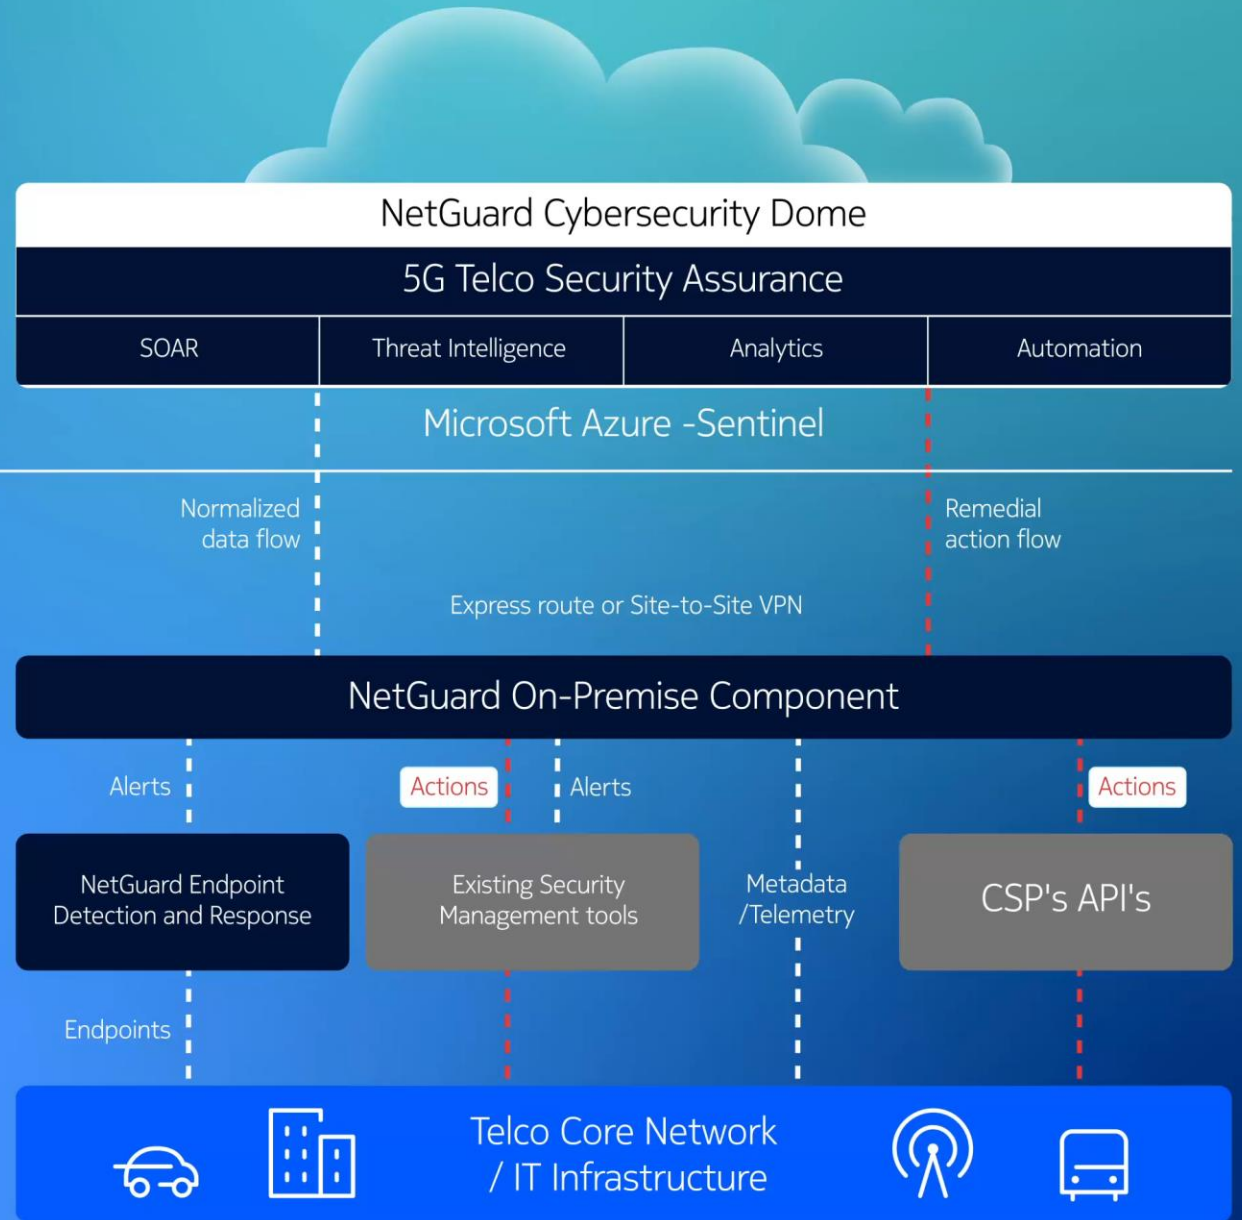 NetGuard Cybersecurity Dome
5G Telco Security Assurance
SOAR
Threat Intelligence
Analytics
Automation
Microsoft Azure -Sentinel
Normalized
data flow
Remedial
action flow
Express route or Site-to-Site VPN
NetGuard On-Premise Component
Alerts
Actions
Alerts
Actions
NetGuard Endpoint
Detection and Response
Existing Security
Management tools
Metadata
/Telemetry
CSP's API's
Endpoints
Telco Core Network
/ IT Infrastructure